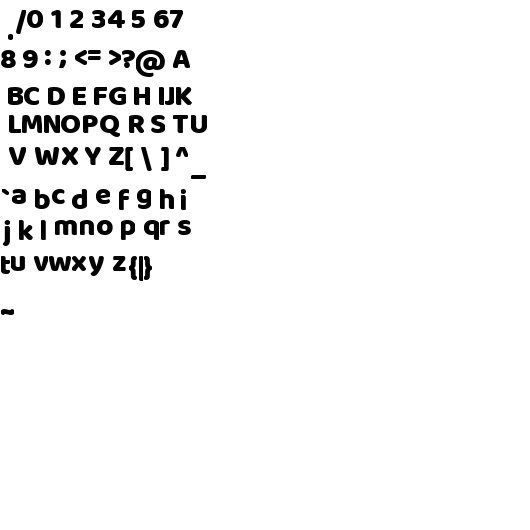 ./0 1 2 34 5 67
8 9 : ; <= >?@ A
BC D E FG H IJK
LMNOPQ R S TU
V WX Y Z[ \ ] ^_
`a bc d e f g h i
j k l mno p qr s
tu vwxy z{|}
~